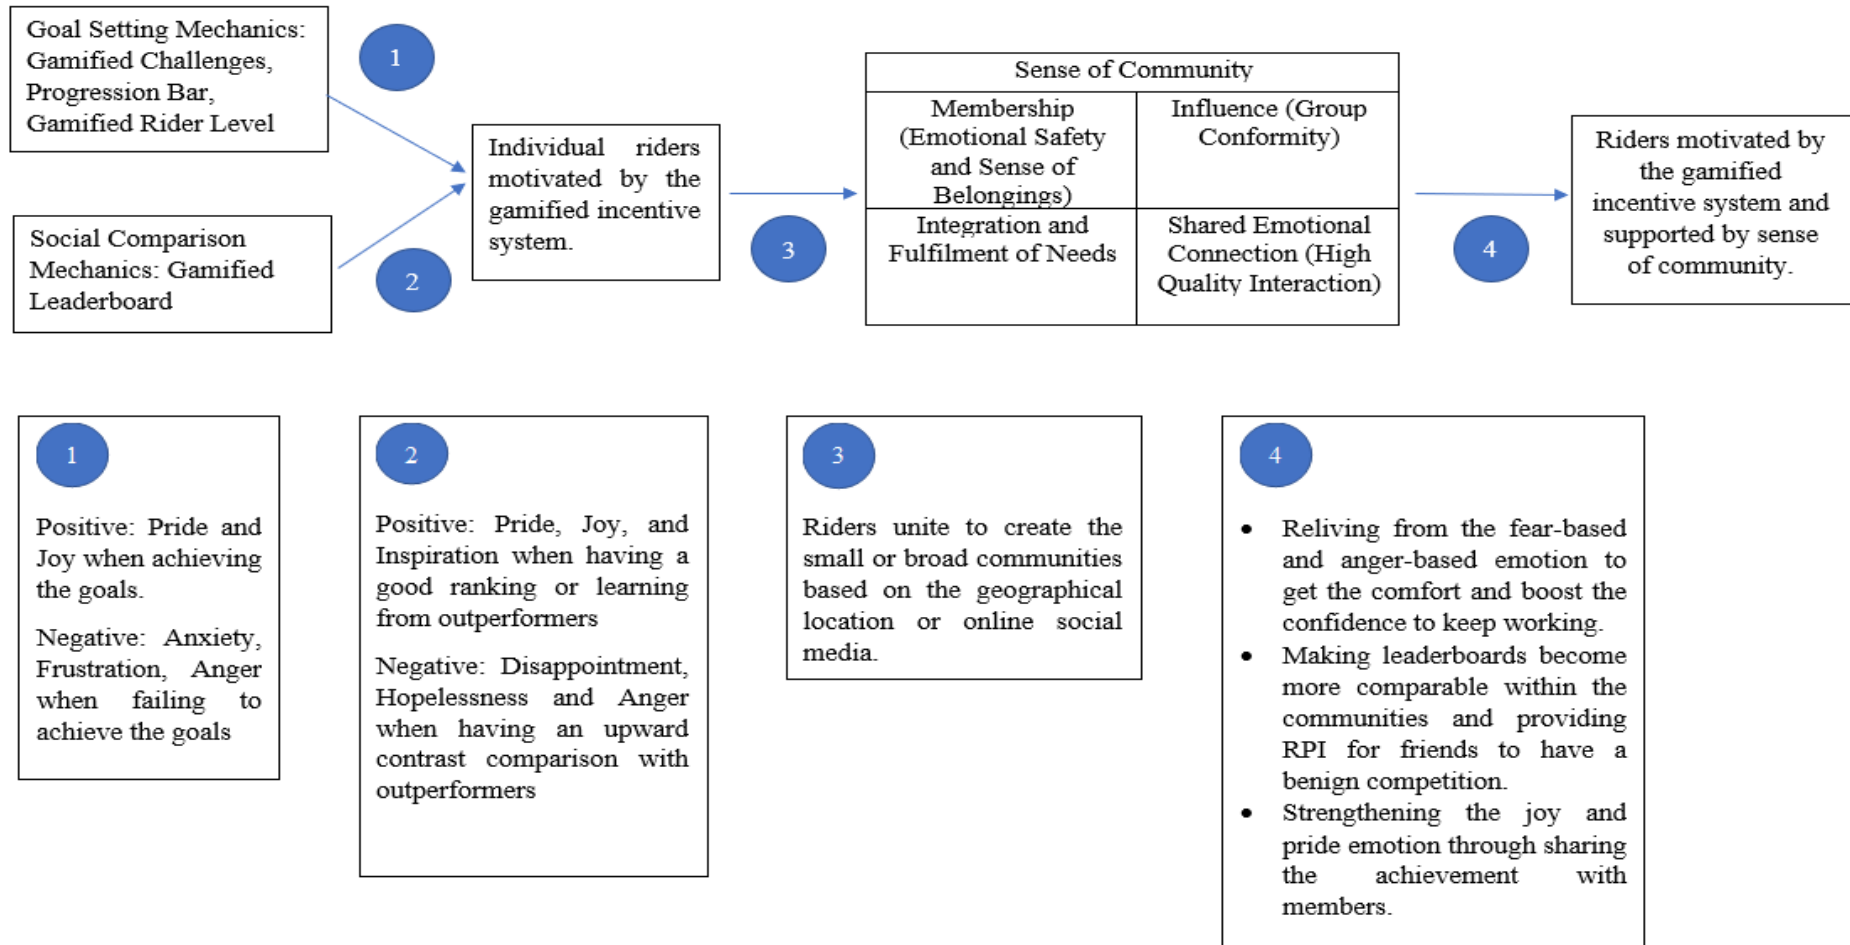 Goal Setting Mechanics:
Gamified Challenges,
Progression Bar,
Gamified Rider Level
1
Social Comparison
Mechanics: Gamified
Leaderboard
2
Individual riders
motivated by the
gamified incentive
system.
3
Sense of Community
Membership
(Emotional Safety
and Sense of
Belongings)
Influence (Group
Conformity)
Integration and
Fulfilment of Needs
Shared Emotional
Connection (High
Quality Interaction)
4
Riders motivated by
the gamified
incentive system and
supported by sense
of community.
1
Positive: Pride and
Joy when achieving
the goals.
Negative: Anxiety,
Frustration, Anger
when failing to
achieve the goals
2
Positive: Pride, Joy, and
Inspiration when having a
good ranking or learning
from outperformers
Negative: Disappointment,
Hopelessness and Anger
when having an upward
contrast comparison with
outperformers
3
Riders unite to create the
small or broad communities
based on the geographical
location or online social
media.
4
• Reliving from the fear-based
and anger-based emotion to
get the comfort and boost the
confidence to keep working.
• Making leaderboards become
more comparable within the
communities and providing
RPI for friends to have a
benign competition.
• Strengthening the joy and
pride emotion through sharing
the achievement with
members.